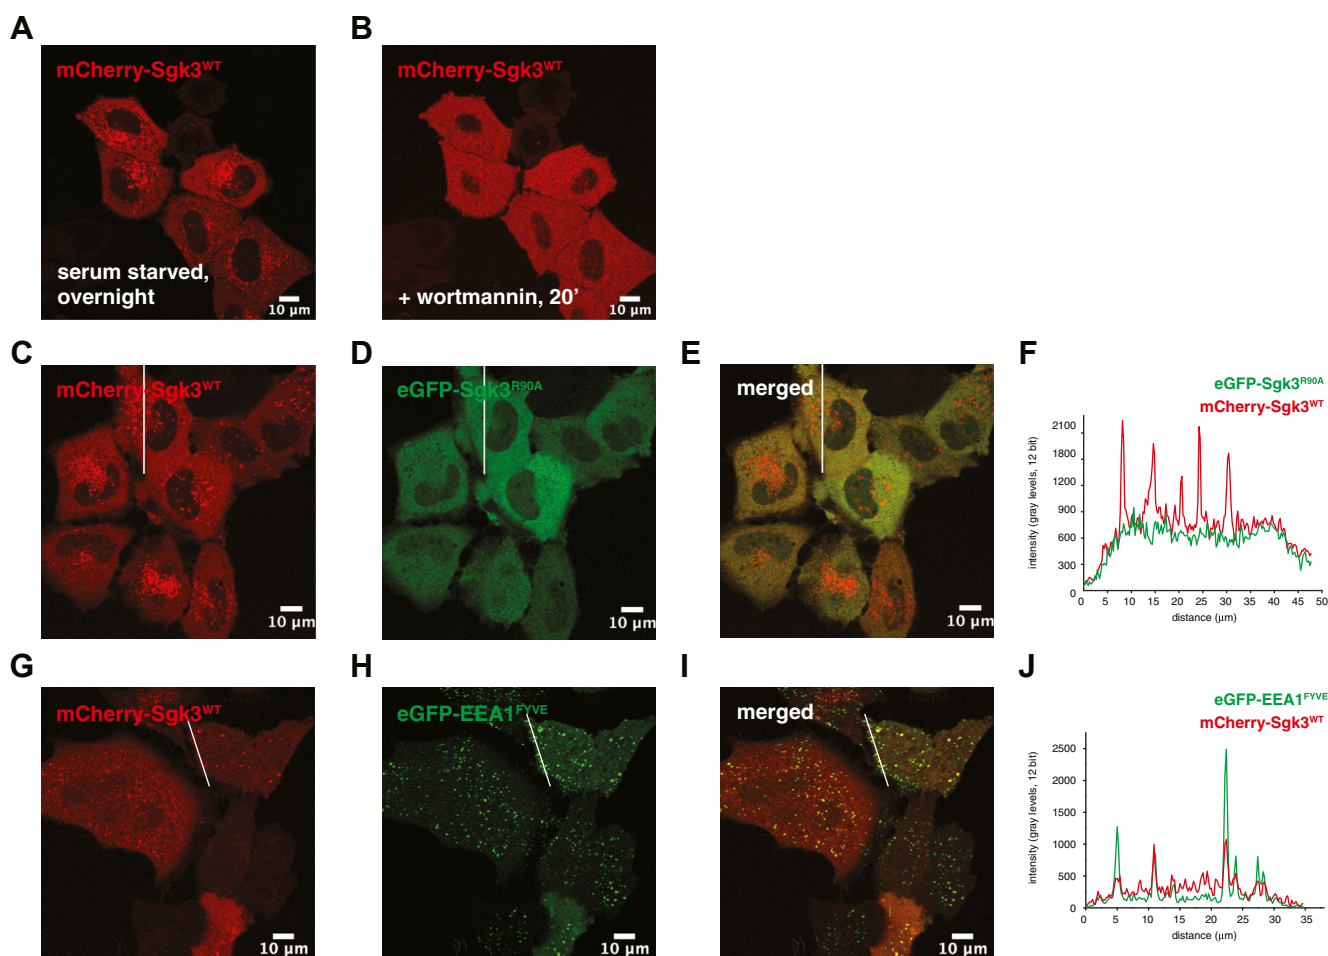 A
B
mCherry-Sgk3WT
mCherry-Sgk3WT
serum starved,
overnight
10 µm
+ wortmannin, 20’
10 µm
C
D
E
F
mCherry-Sgk3WT
eGFP-Sgk3R90A
merged
10 µm
10 µm
10 µm
eGFP-Sgk3R90A
mCherry-Sgk3WT
intensity (gray levels, 12 bit)
2100
1800
1200
900
600
300
0
0 5 10 15 20 25 30 35 40 45 50
distance (µm)
G
H
I
J
mCherry-Sgk3WT
eGFP-EEA1FYVE
merged
10 µm
10 µm
10 µm
eGFP-EEA1FYVE
mCherry-Sgk3WT
intensity (gray levels, 12 bit)
2500
2000
1500
1000
500
0
0 5 10 15 20 25 30 35
distance (µm)